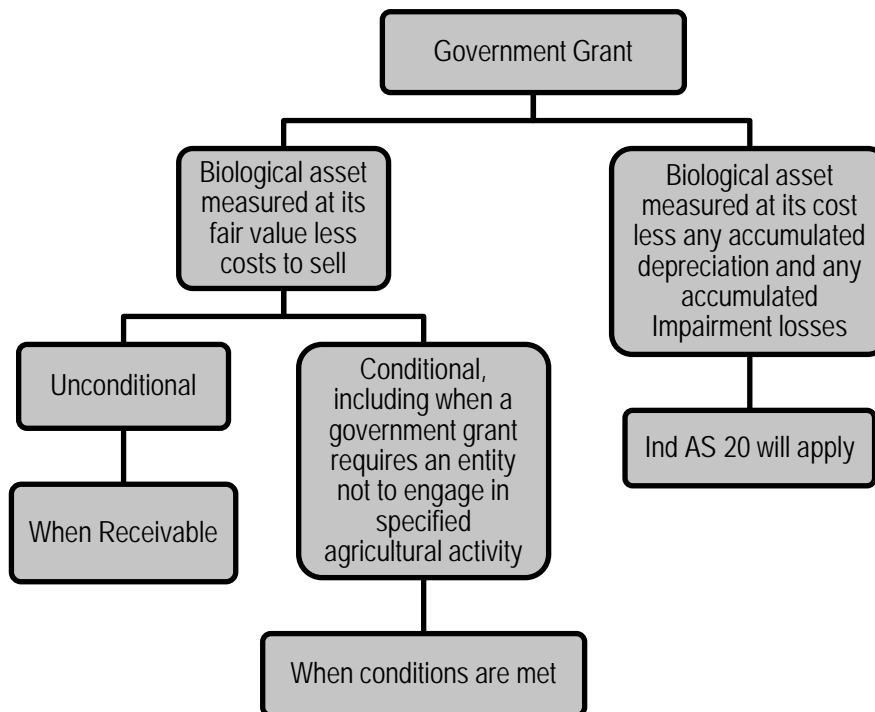 Government Grant
Biological asset
measured at its
fair value less
costs to sell
Biological asset
measured at its cost
less any accumulated
depreciation and any
accumulated
Impairment losses
Unconditional
Conditional,
including when a
government grant
requires an entity
not to engage in
specified
agricultural activity
Ind AS 20 will apply
When Receivable
When conditions are met